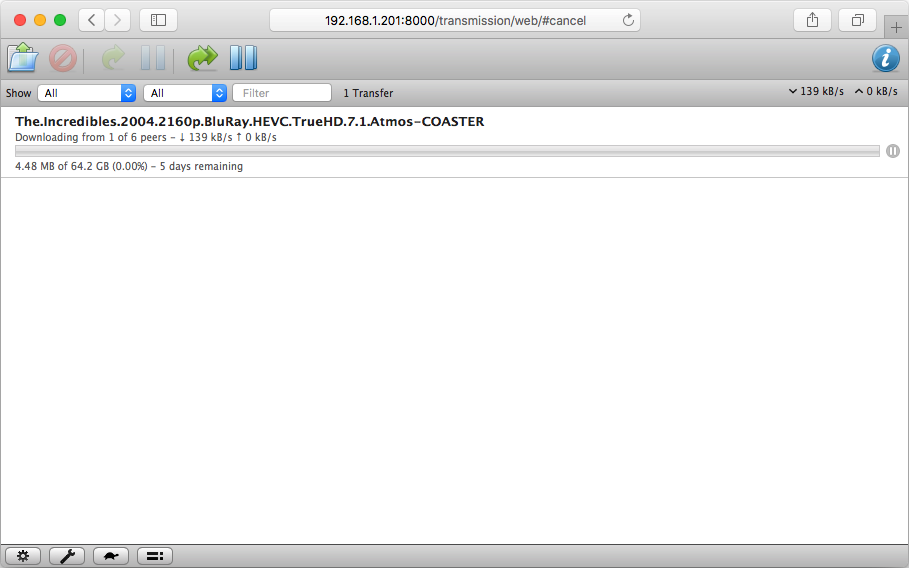 192.168.1.201:8000/transmission/web/#cancel
Show All All Filter 1 Transfer 139 kB/s 0 kB/s
The.Incredibles.2004.2160p.BluRay.HEVC.TrueHD.7.1.Atmos-COASTER
Downloading from 1 of 6 peers – ↓ 139 kB/s ↑ 0 kB/s
4.48 MB of 64.2 GB (0.00%) – 5 days remaining